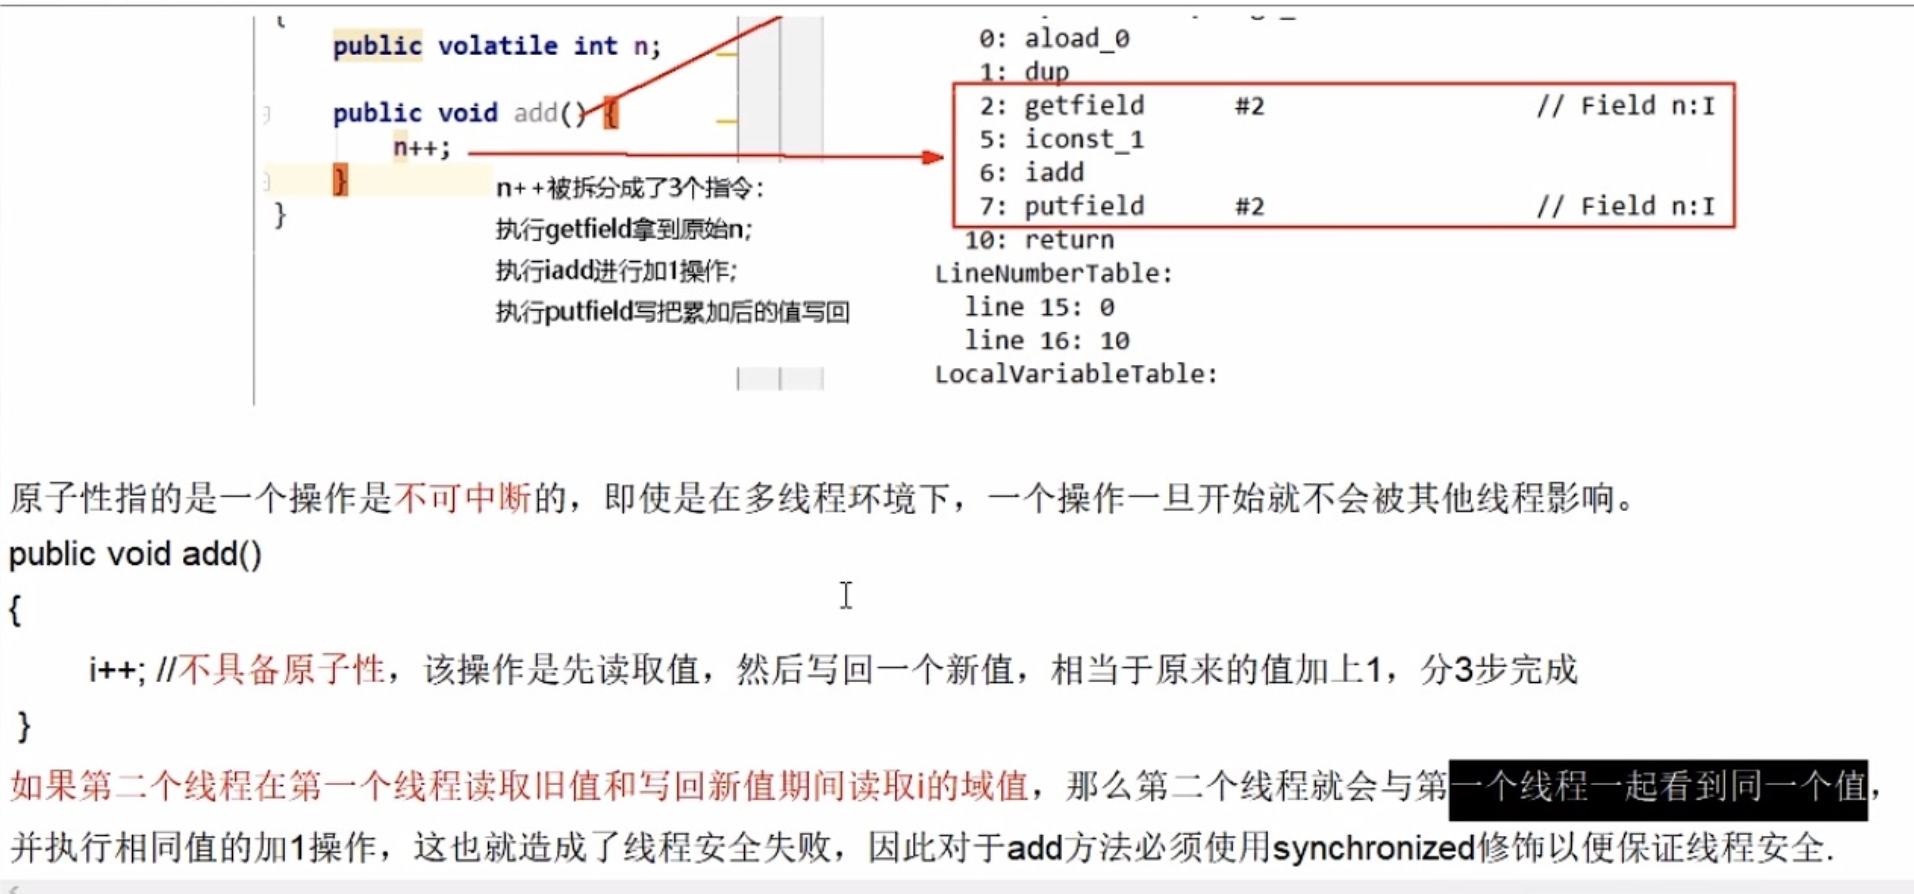 {
public volatile int n;
public void add() {
n++;
}
}
n++被拆分成了3个指令：
执行getfield拿到原始n;
执行iadd进行加1操作;
执行putfield写把累加后的值写回
0: aload_0
1: dup
2: getfield #2 // Field n:I
5: iconst_1
6: iadd
7: putfield #2 // Field n:I
10: return
LineNumberTable:
line 15: 0
line 16: 10
LocalVariableTable:
原子性指的是一个操作是不可中断的，即使是在多线程环境下，一个操作一旦开始就不会被其他线程影响。
public void add()
{
i++; //不具备原子性，该操作是先读取值，然后写回一个新值，相当于原来的值加上1，分3步完成
}
如果第二个线程在第一个线程读取旧值和写回新值期间读取i的域值，那么第二个线程就会与第一个线程一起看到同一个值，
并执行相同值的加1操作，这也就造成了线程安全失败，因此对于add方法必须使用synchronized修饰以便保证线程安全.